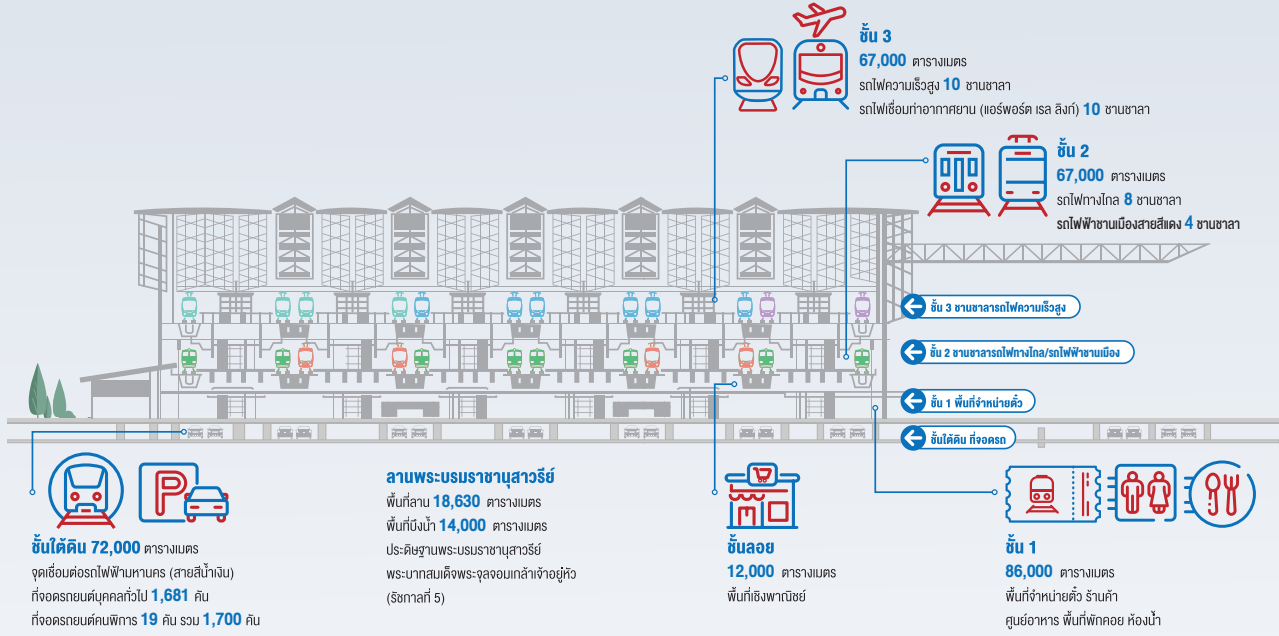 ชั้น 3
67,000 ตารางเมตร
รถไฟความเร็วสูง 10 ชานชาลา
รถไฟเชื่อมท่าอากาศยาน (แอร์พอร์ต เรล ลิงก์) 10 ชานชาลา
ชั้น 2
67,000 ตารางเมตร
รถไฟทางไกล 8 ชานชาลา
รถไฟฟ้าชานเมืองสายสีแดง 4 ชานชาลา
ชั้น 3 ชานชาลารถไฟความเร็วสูง
ชั้น 2 ชานชาลารถไฟทางไกล/รถไฟฟ้าชานเมือง
ชั้น 1 พื้นที่จำหน่ายตั๋ว
ชั้นใต้ดิน ที่จอดรถ
P
ชั้นใต้ดิน 72,000 ตารางเมตร
จุดเชื่อมต่อรถไฟฟ้ามหานคร (สายสีน้ำเงิน)
ที่จอดรถยนต์บุคคลทั่วไป 1,681 คัน
ที่จอดรถยนต์คนพิการ 19 คัน รวม 1,700 คัน
ลานพระบรมราชานุสาวรีย์
พื้นที่ลาน 18,630 ตารางเมตร
พื้นที่บึงน้ำ 14,000 ตารางเมตร
ประดิษฐานพระบรมราชานุสาวรีย์
พระบาทสมเด็จพระจุลจอมเกล้าเจ้าอยู่หัว
(รัชกาลที่ 5)
ชั้นลอย
12,000 ตารางเมตร
พื้นที่เชิงพาณิชย์
ชั้น 1
86,000 ตารางเมตร
พื้นที่จำหน่ายตั๋ว ร้านค้า
ศูนย์อาหาร พื้นที่พักคอย ห้องน้ำ